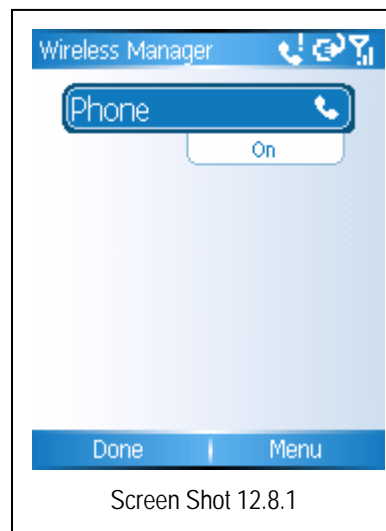 Wireless Manager
Phone
On
Done Menu
Screen Shot 12.8.1